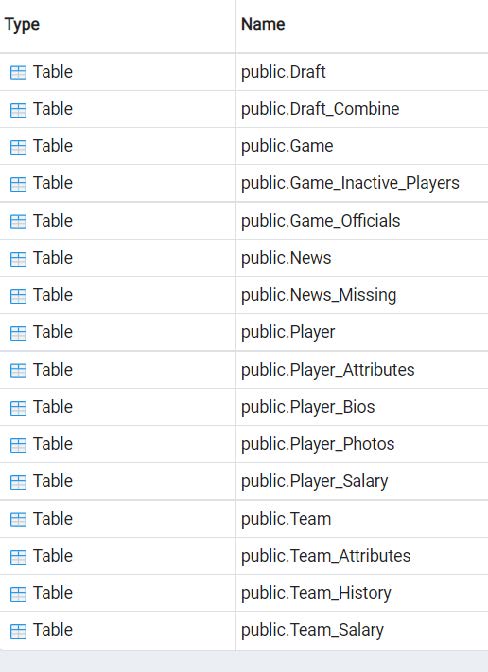 Type Name
Table public.Draft
Table public.Draft_Combine
Table public.Game
Table public.Game_Inactive_Players
Table public.Game_Officials
Table public.News
Table public.News_Missing
Table public.Player
Table public.Player_Attributes
Table public.Player_Bios
Table public.Player_Photos
Table public.Player_Salary
Table public.Team
Table public.Team_Attributes
Table public.Team_History
Table public.Team_Salary